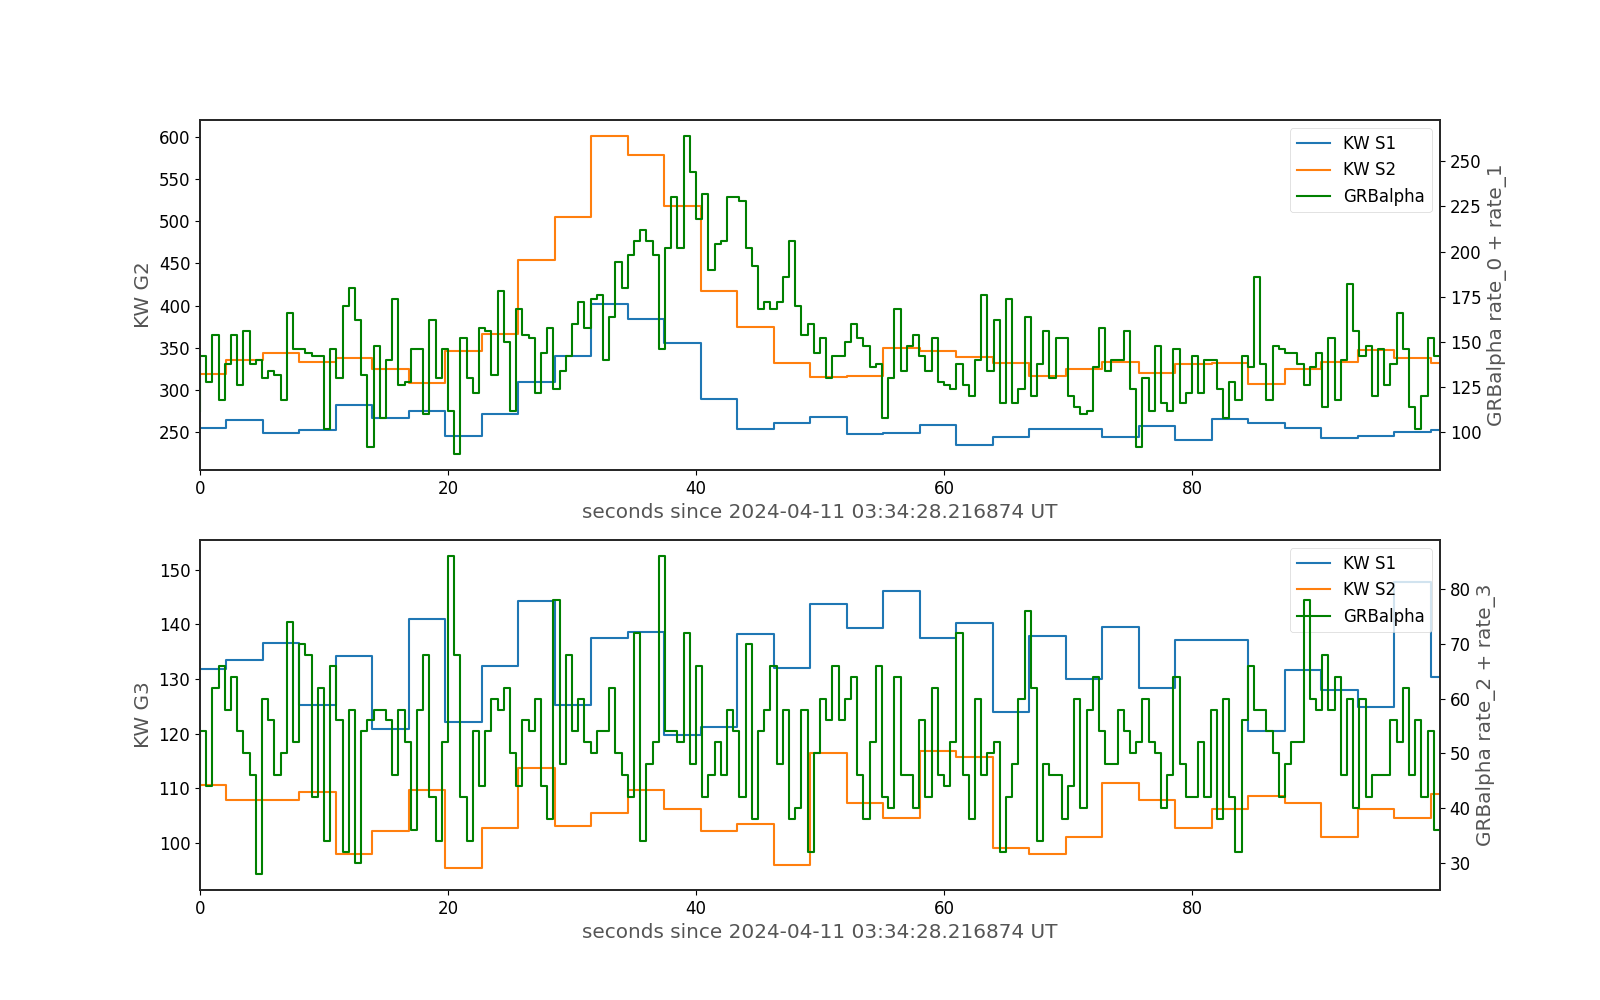 600
550
500
450
400
350
300
250
KW G2
KW S1
KW S2
GRBalpha
250
225
200
175
150
125
100
GRBalpha rate_0 + rate_1
0 20 40 60 80
seconds since 2024-04-11 03:34:28.216874 UT
150
140
130
120
110
100
KW G3
KW S1
KW S2
GRBalpha
80
70
60
50
40
30
GRBalpha rate_2 + rate_3
0 20 40 60 80
seconds since 2024-04-11 03:34:28.216874 UT